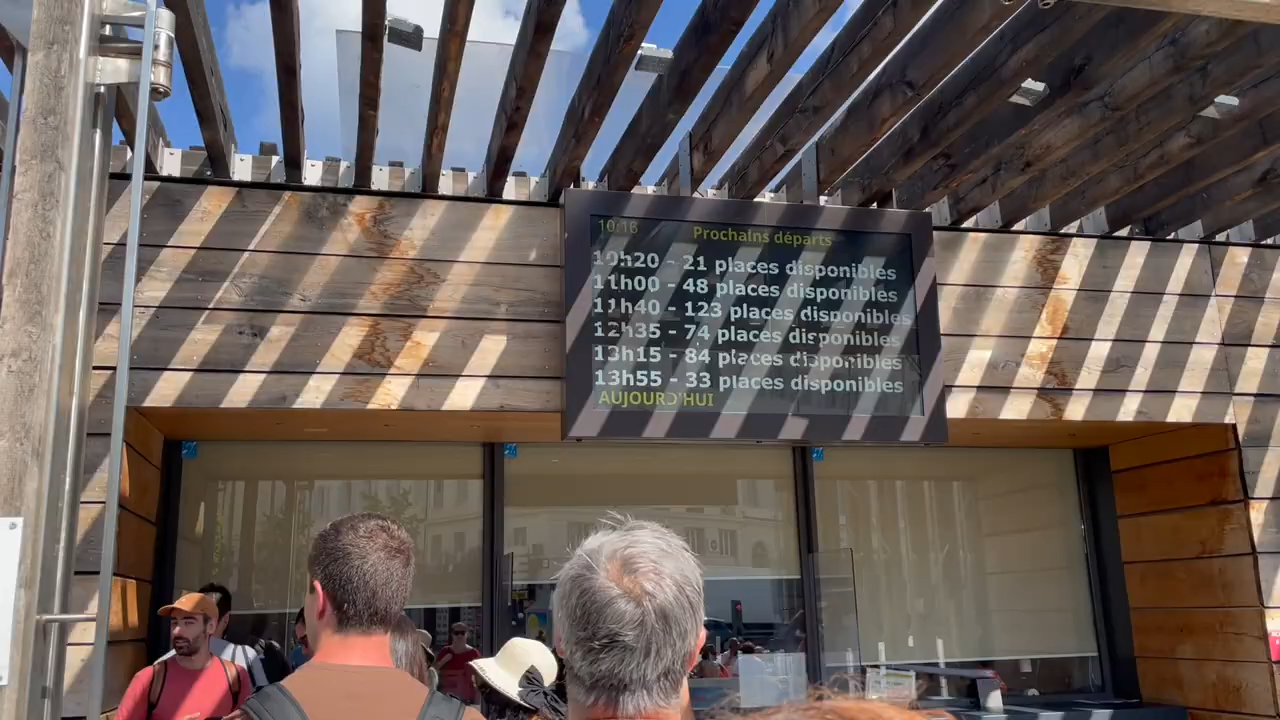 10:16 Prochains départs
10h20 - 21 places disponibles
11h00 - 48 places disponibles
11h40 - 123 places disponibles
12h35 - 74 places disponibles
13h15 - 84 places disponibles
13h55 - 33 places disponibles
AUJOURD'HUI